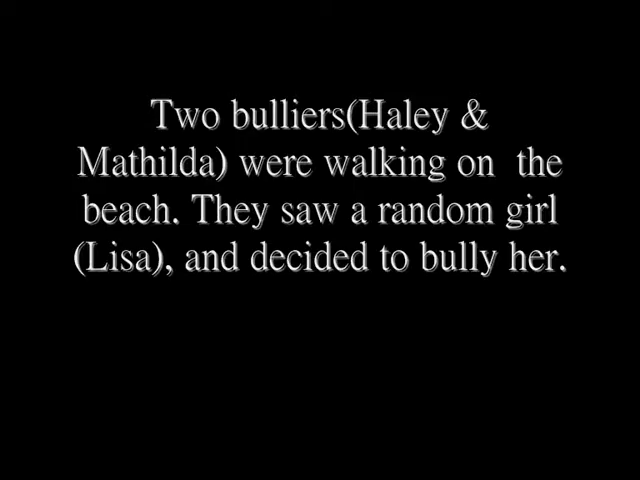 Two bulliers(Haley &
Mathilda) were walking on  the
beach. They saw a random girl
(Lisa), and decided to bully her.